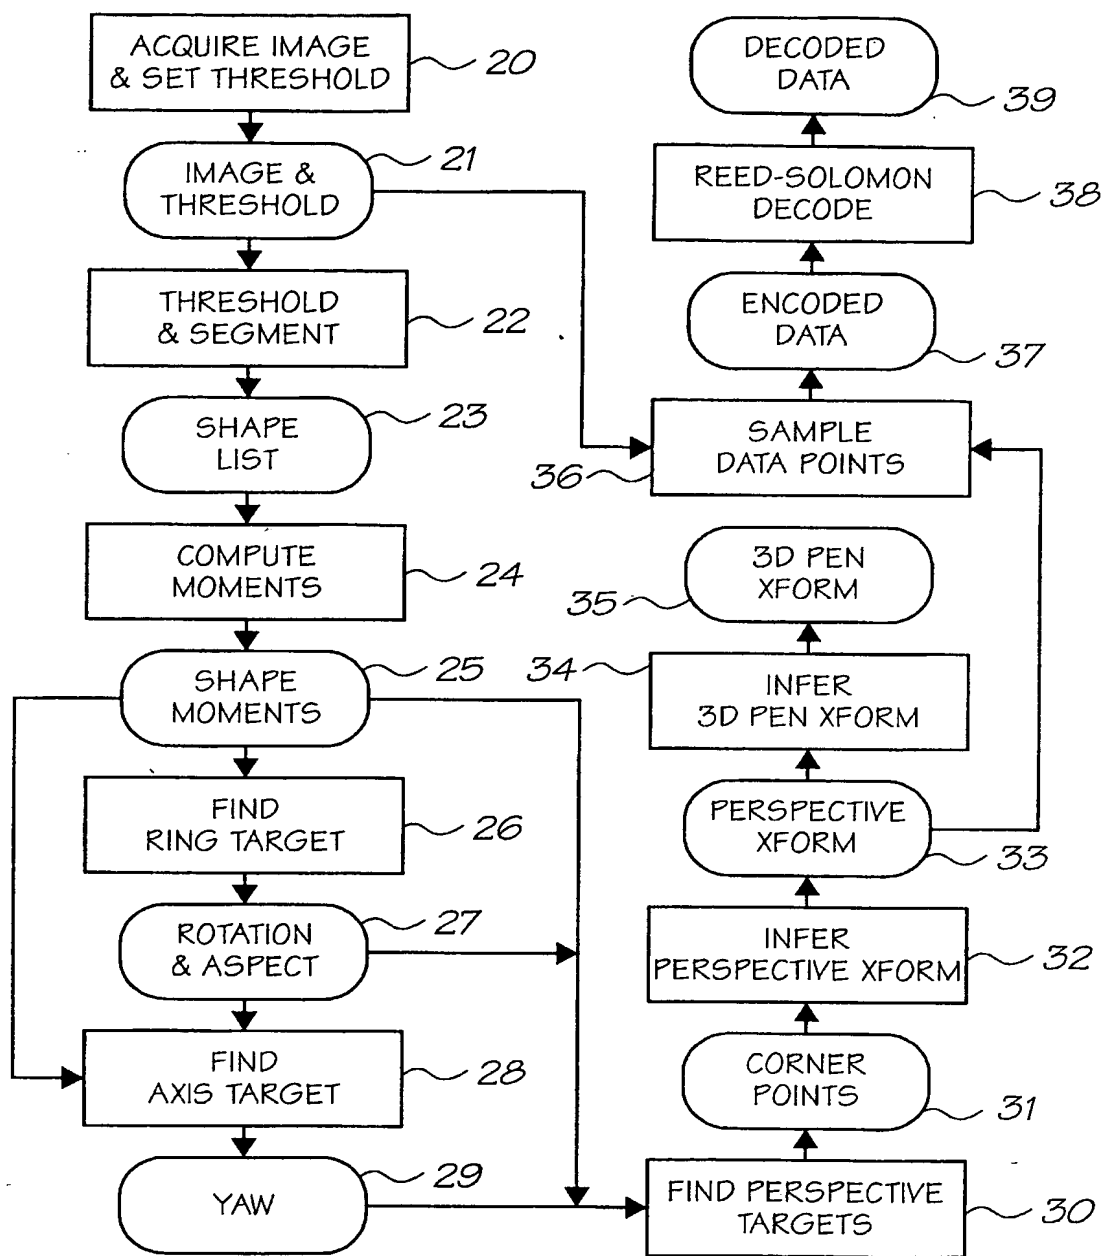 ACQUIRE IMAGE
& SET THRESHOLD
20
IMAGE &
THRESHOLD
21
THRESHOLD
& SEGMENT
22
SHAPE
LIST
23
COMPUTE
MOMENTS
24
SHAPE
MOMENTS
25
FIND
RING TARGET
26
ROTATION
& ASPECT
27
FIND
AXIS TARGET
28
YAW
29
DECODED
DATA
39
REED-SOLOMON
DECODE
38
ENCODED
DATA
37
SAMPLE
DATA POINTS
36
3D PEN
XFORM
35
INFER
3D PEN XFORM
34
PERSPECTIVE
XFORM
33
INFER
PERSPECTIVE XFORM
32
CORNER
POINTS
31
FIND PERSPECTIVE
TARGETS
30